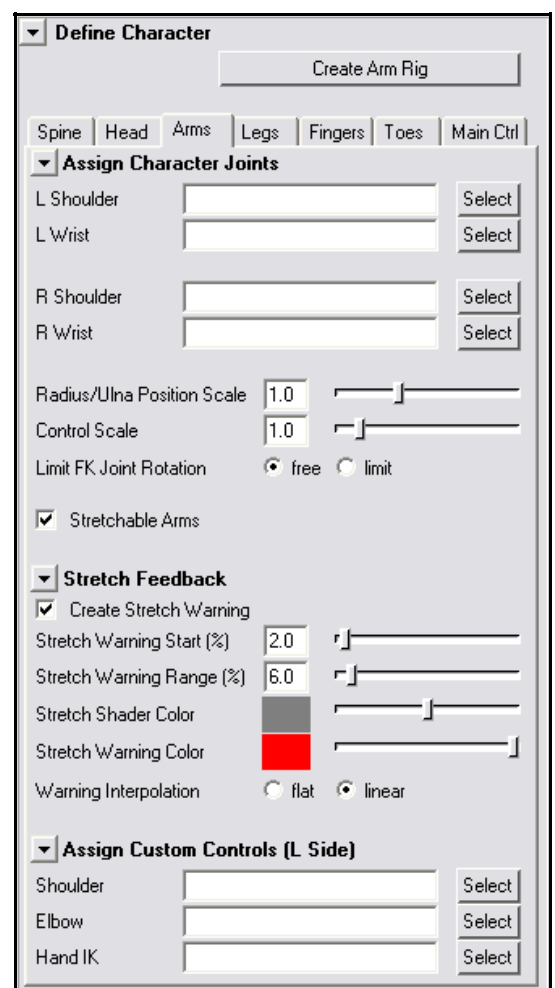 Define Character
Create Arm Rig
Spine Head Arms Legs Fingers Toes Main Ctrl
Assign Character Joints
L Shoulder Select
L Wrist Select
R Shoulder Select
R Wrist Select
Radius/Ulna Position Scale 1.0
Control Scale 1.0
Limit FK Joint Rotation free limit
Stretchable Arms
Stretch Feedback
Create Stretch Warning
Stretch Warning Start (%) 2.0
Stretch Warning Range (%) 6.0
Stretch Shader Color
Stretch Warning Color
Warning Interpolation flat linear
Assign Custom Controls (L Side)
Shoulder Select
Elbow Select
Hand IK Select